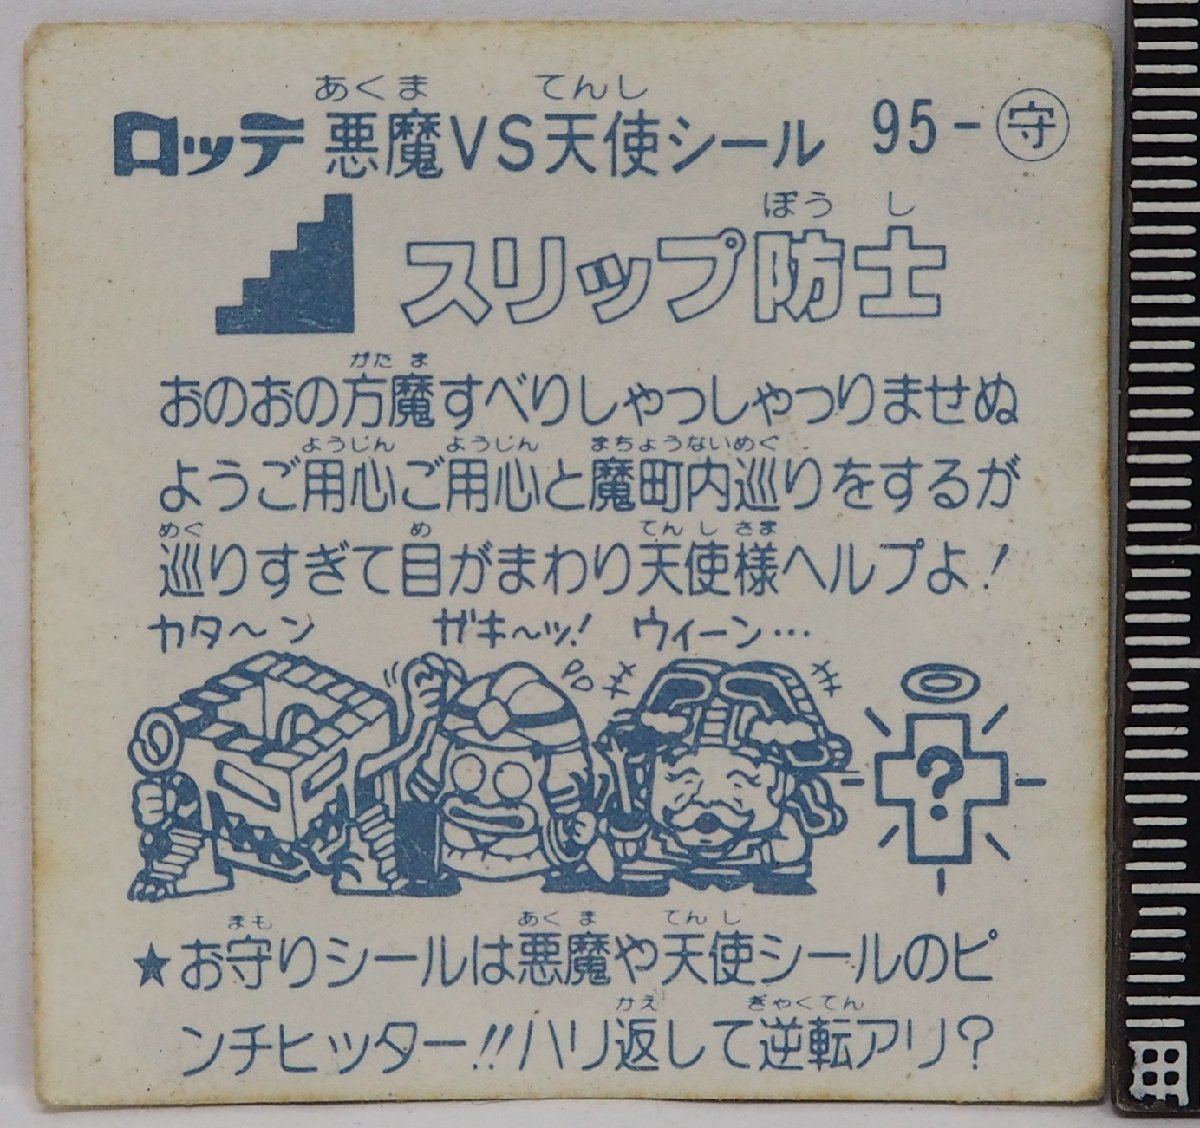 あくま てんし
ロッテ 悪魔VS天使シール 95-守
ぼうし
スリップ防士
がたま
おのおの方魔すべりしゃっしゃつりませぬ
ようじん ようじん まちょうないめぐ
ようご用心ご用心と魔町内巡りをするが
めぐ め てんしさま
巡りすぎて目がまわり天使様ヘルプよ!
カタ〜ン ガキ〜ッ! ウィーン…
?
まも あくま てんし
★お守りシールは悪魔や天使シールのピ
かえ ぎゃくてん
ンチヒッター!!ハリ返して逆転アリ?
用